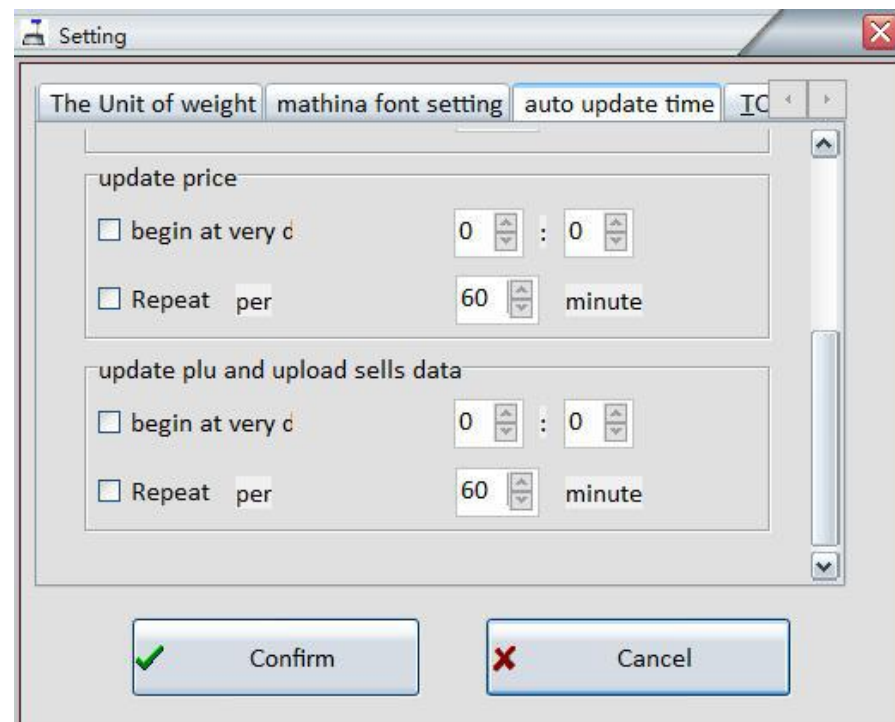 Setting
The Unit of weight mathina font setting auto update time TC
update price
begin at very d
0 : 0
Repeat per 60 minute
update plu and upload sells data
begin at very d
0 : 0
Repeat per 60 minute
Confirm Cancel